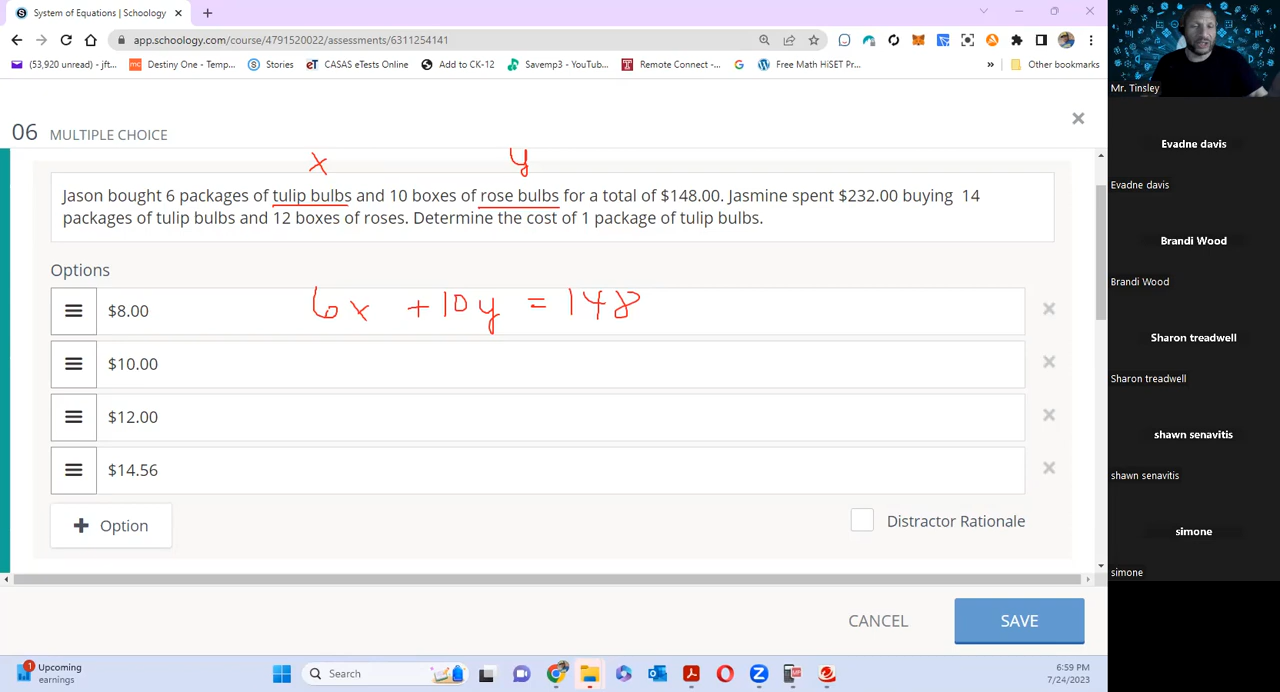 System of Equations | Schoology
app.schoology.com/course/4791520022/assessments/6311254141
(53,920 unread) - jft...
Destiny One - Temp...
Stories
CASAS eTests Online
Add to CK-12
Savemp3 - YouTub...
Remote Connect -...
Free Math HiSET Pr...
»
Other bookmarks
Mr. Tinsley
06 MULTIPLE CHOICE
x y
Jason bought 6 packages of tulip bulbs and 10 boxes of rose bulbs for a total of $148.00. Jasmine spent $232.00 buying 14
packages of tulip bulbs and 12 boxes of roses. Determine the cost of 1 package of tulip bulbs.
Options
$8.00
6x + 10y = 148
$10.00
$12.00
$14.56
+ Option
Distractor Rationale
CANCEL
SAVE
Evadne davis
Evadne davis
Brandi Wood
Brandi Wood
Sharon treadwell
Sharon treadwell
shawn senavitis
shawn senavitis
simone
simone
1
Upcoming
earnings
Search
6:59 PM
7/24/2023